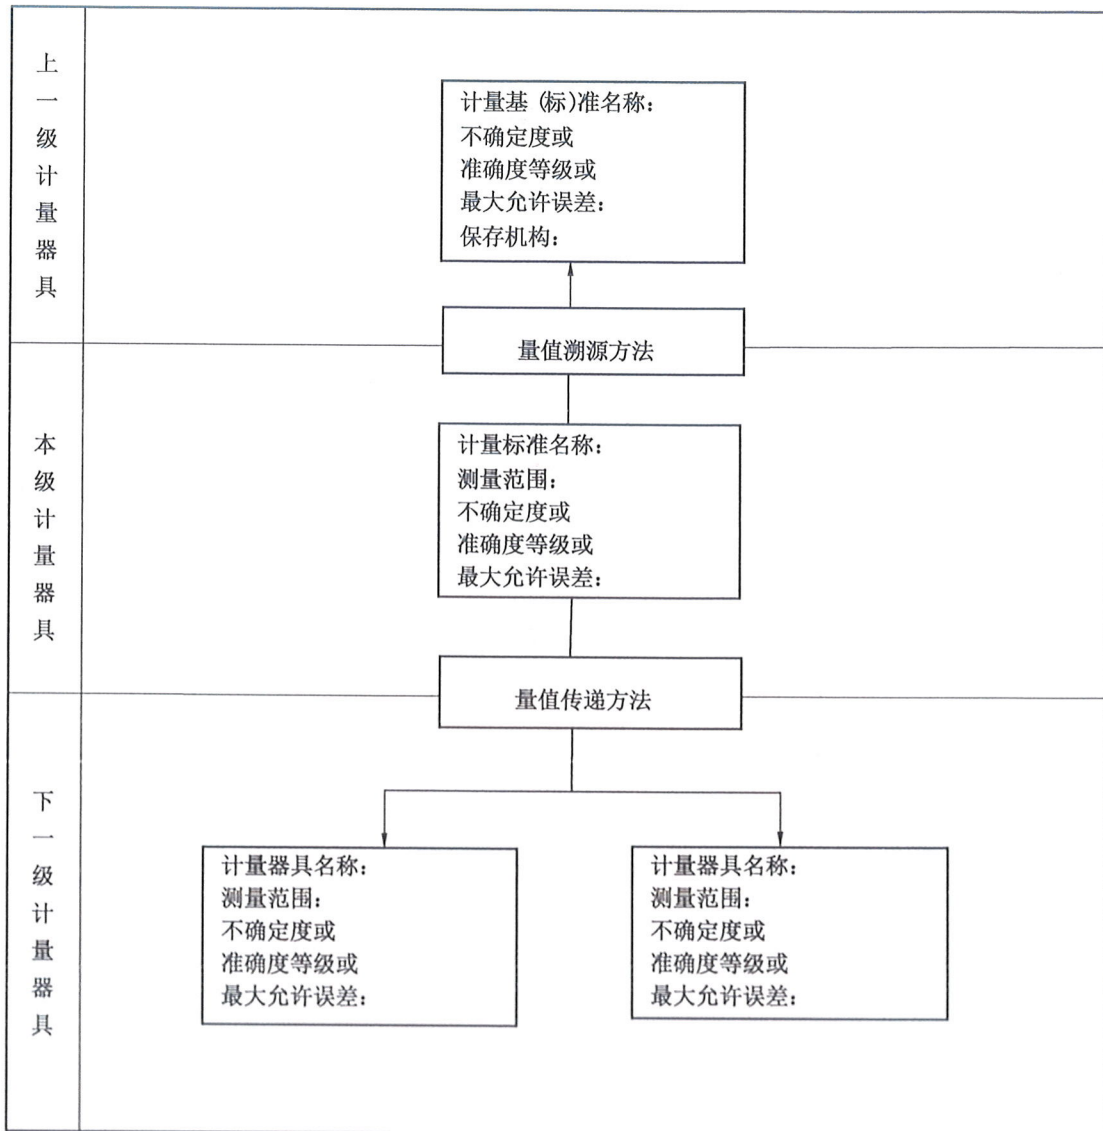 上一级计量器具
计量基(标)准名称：
不确定度或
准确度等级或
最大允许误差：
保存机构：
量值溯源方法
本级计量器具
计量标准名称：
测量范围：
不确定度或
准确度等级或
最大允许误差：
量值传递方法
下一级计量器具
计量器具名称：
测量范围：
不确定度或
准确度等级或
最大允许误差：
计量器具名称：
测量范围：
不确定度或
准确度等级或
最大允许误差：